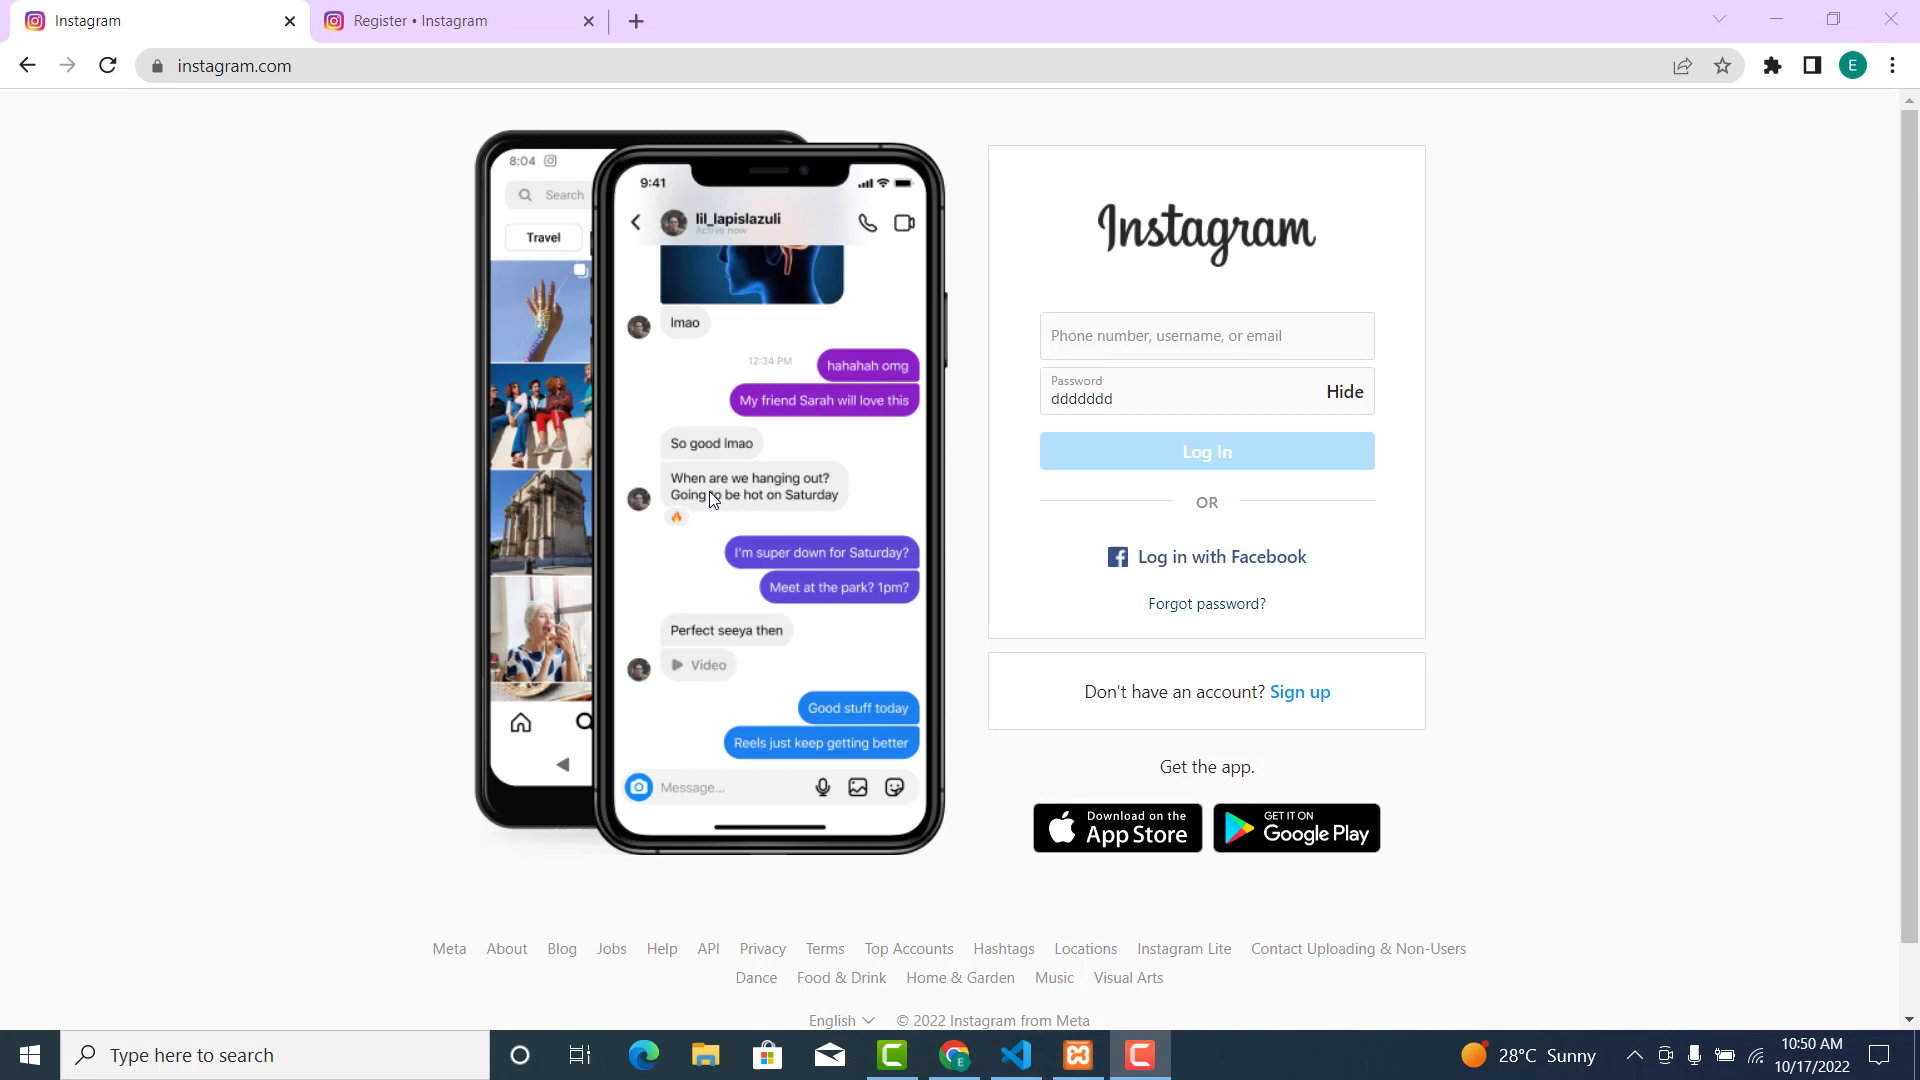 Instagram
Register • Instagram
instagram.com
E
8:04
Search
Travel
9:41
lil_lapislazuli
Active now
lmao
12:34 PM
hahahah omg
My friend Sarah will love this
So good lmao
When are we hanging out?
Going to be hot on Saturday
I'm super down for Saturday?
Meet at the park? 1pm?
Perfect seeya then
Video
Good stuff today
Reels just keep getting better
Message...
Instagram
Phone number, username, or email
Password
ddddddd
Hide
Log In
OR
Log in with Facebook
Forgot password?
Don't have an account? Sign up
Get the app.
Download on the
App Store
GET IT ON
Google Play
Meta About Blog Jobs Help API Privacy Terms Top Accounts Hashtags Locations Instagram Lite Contact Uploading & Non-Users
Dance Food & Drink Home & Garden Music Visual Arts
English © 2022 Instagram from Meta
Type here to search
28°C Sunny
10:50 AM
10/17/2022